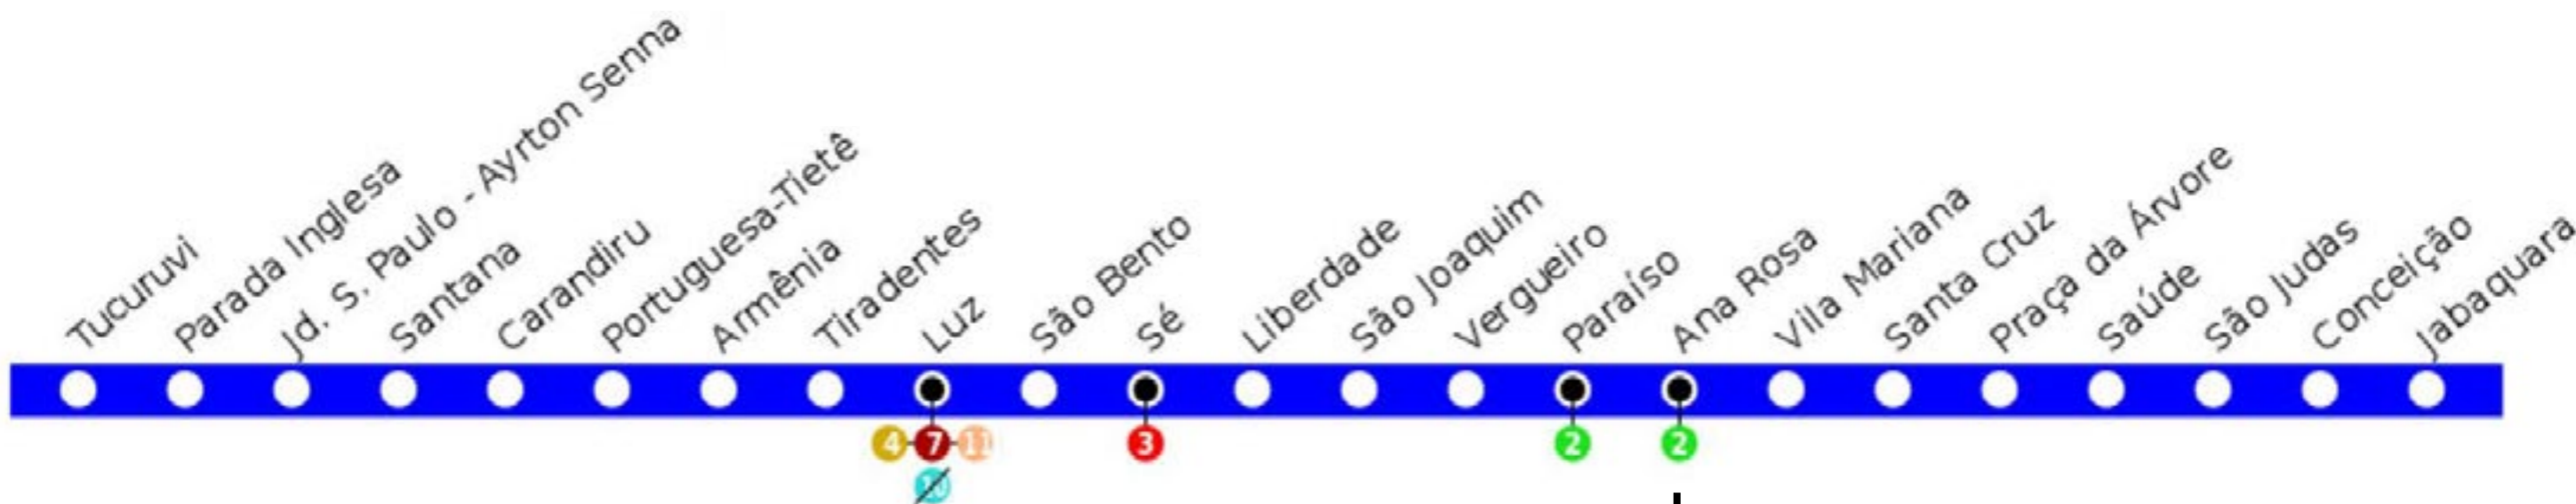 Tucuruvi
Parada Inglesa
Jd. S. Paulo - Ayrton Senna
Santana
Carandiru
Portuguesa-Tietê
Armênia
Tiradentes
Luz
São Bento
Sé
Liberdade
São Joaquim
Vergueiro
Paraíso
Ana Rosa
Vila Mariana
Santa Cruz
Praça da Árvore
Saúde
São Judas
Conceição
Jabaquara
4 7 11
10
3
2
2